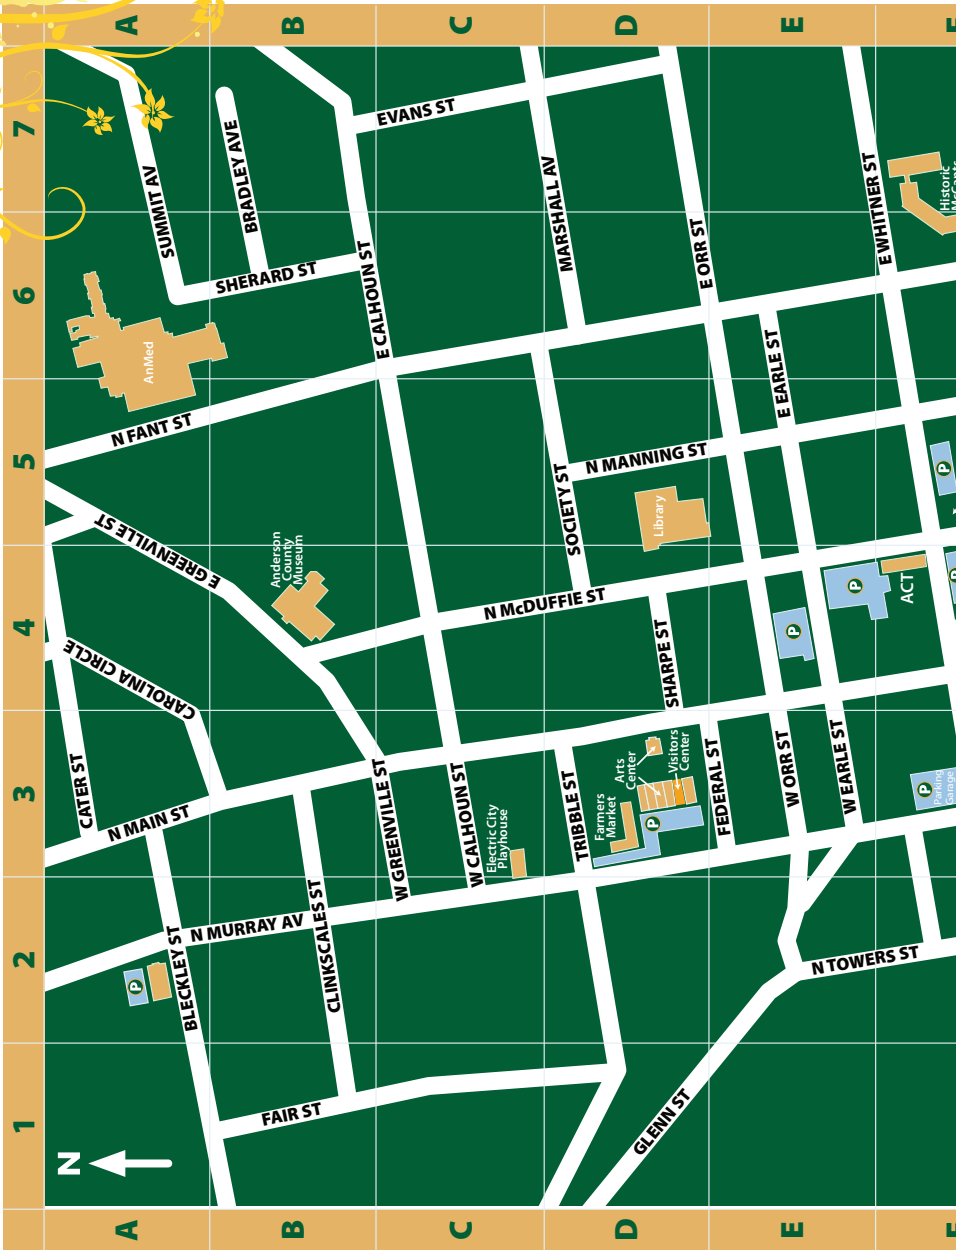 A
B
C
D
E
F
7
6
5
4
3
2
1
EVANS ST
BRADLEY AVE
SUMMIT AV
MARSHALL AV
E WHITNER ST
Historic
E ORR ST
SHERARD ST
E CALHOUN ST
AnMed
E EARLE ST
N FANT ST
N MANNING ST
SOCIETY ST
Library
P
E GREENVILLE ST
Anderson
County
Museum
N McDUFFIE ST
P
P
P
ACT
SHARPE ST
CAROLINA CIRCLE
CATER ST
N MAIN ST
W GREENVILLE ST
W CALHOUN ST
Electric City
Playhouse
TRIBBLE ST
Farmers
Market
Arts
Center
Visitors
Center
P
FEDERAL ST
W ORR ST
W EARLE ST
P
Parking
Garage
N MURRAY AV
CLINKSCALES ST
BLECKLEY ST
P
N TOWERS ST
FAIR ST
GLENN ST
N
A
B
C
D
E
F